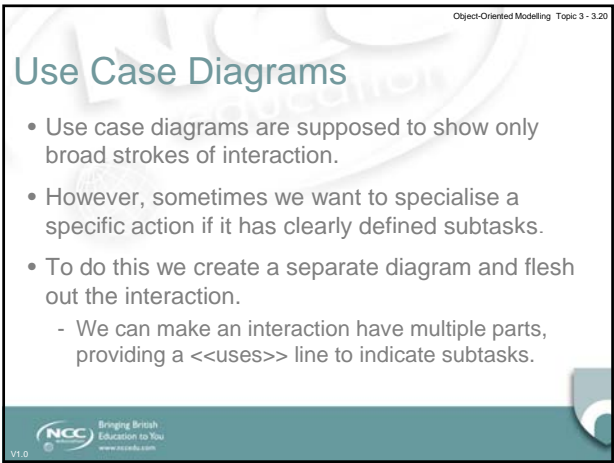 Object-Oriented Modelling Topic 3 - 3.20
NCC
education
Use Case Diagrams
• Use case diagrams are supposed to show only
broad strokes of interaction.
• However, sometimes we want to specialise a
specific action if it has clearly defined subtasks.
• To do this we create a separate diagram and flesh
out the interaction.
- We can make an interaction have multiple parts,
providing a <<uses>> line to indicate subtasks.
V1.0
NCC
education
Bringing British
Education to You
www.nccedu.com